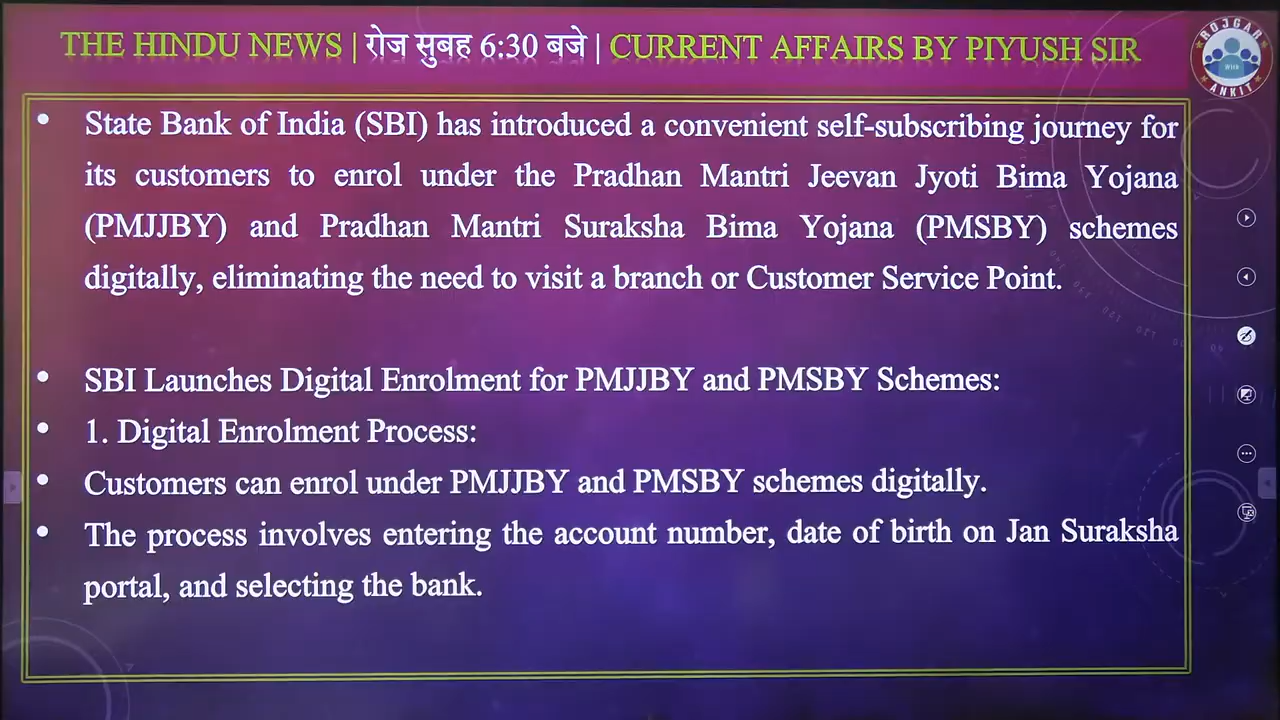 THE HINDU NEWS | रोज सुबह 6:30 बजे | CURRENT AFFAIRS BY PIYUSH SIR
ROJGAR
With
ANKIT
• State Bank of India (SBI) has introduced a convenient self-subscribing journey for
its customers to enrol under the Pradhan Mantri Jeevan Jyoti Bima Yojana
(PMJJBY) and Pradhan Mantri Suraksha Bima Yojana (PMSBY) schemes
digitally, eliminating the need to visit a branch or Customer Service Point.
• SBI Launches Digital Enrolment for PMJJBY and PMSBY Schemes:
• 1. Digital Enrolment Process:
• Customers can enrol under PMJJBY and PMSBY schemes digitally.
• The process involves entering the account number, date of birth on Jan Suraksha
portal, and selecting the bank.